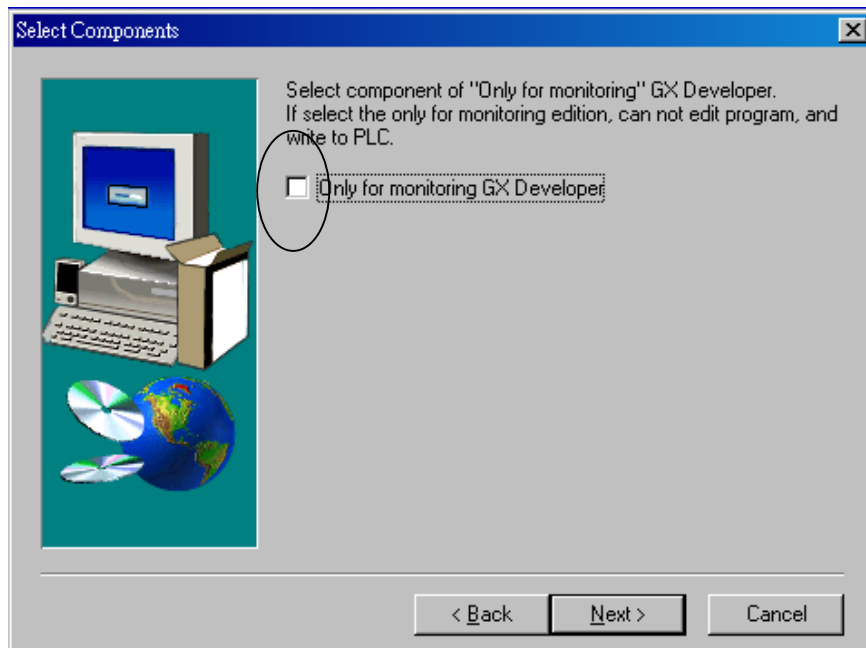 Select Components
Select component of "Only for monitoring" GX Developer.
If select the only for monitoring edition, can not edit program, and
write to PLC.
Only for monitoring GX Developer
< Back
Next >
Cancel